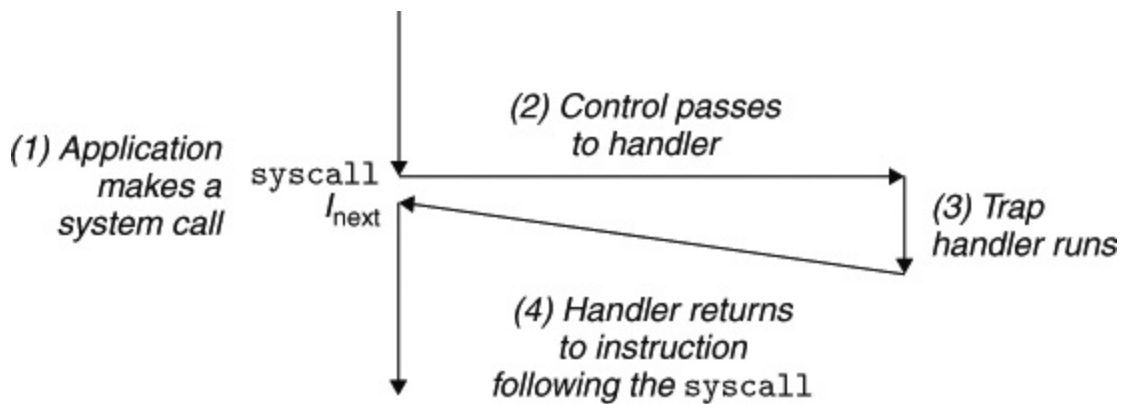 (1) Application
makes a
system call
syscall
Inext
(2) Control passes
to handler
(3) Trap
handler runs
(4) Handler returns
to instruction
following the syscall